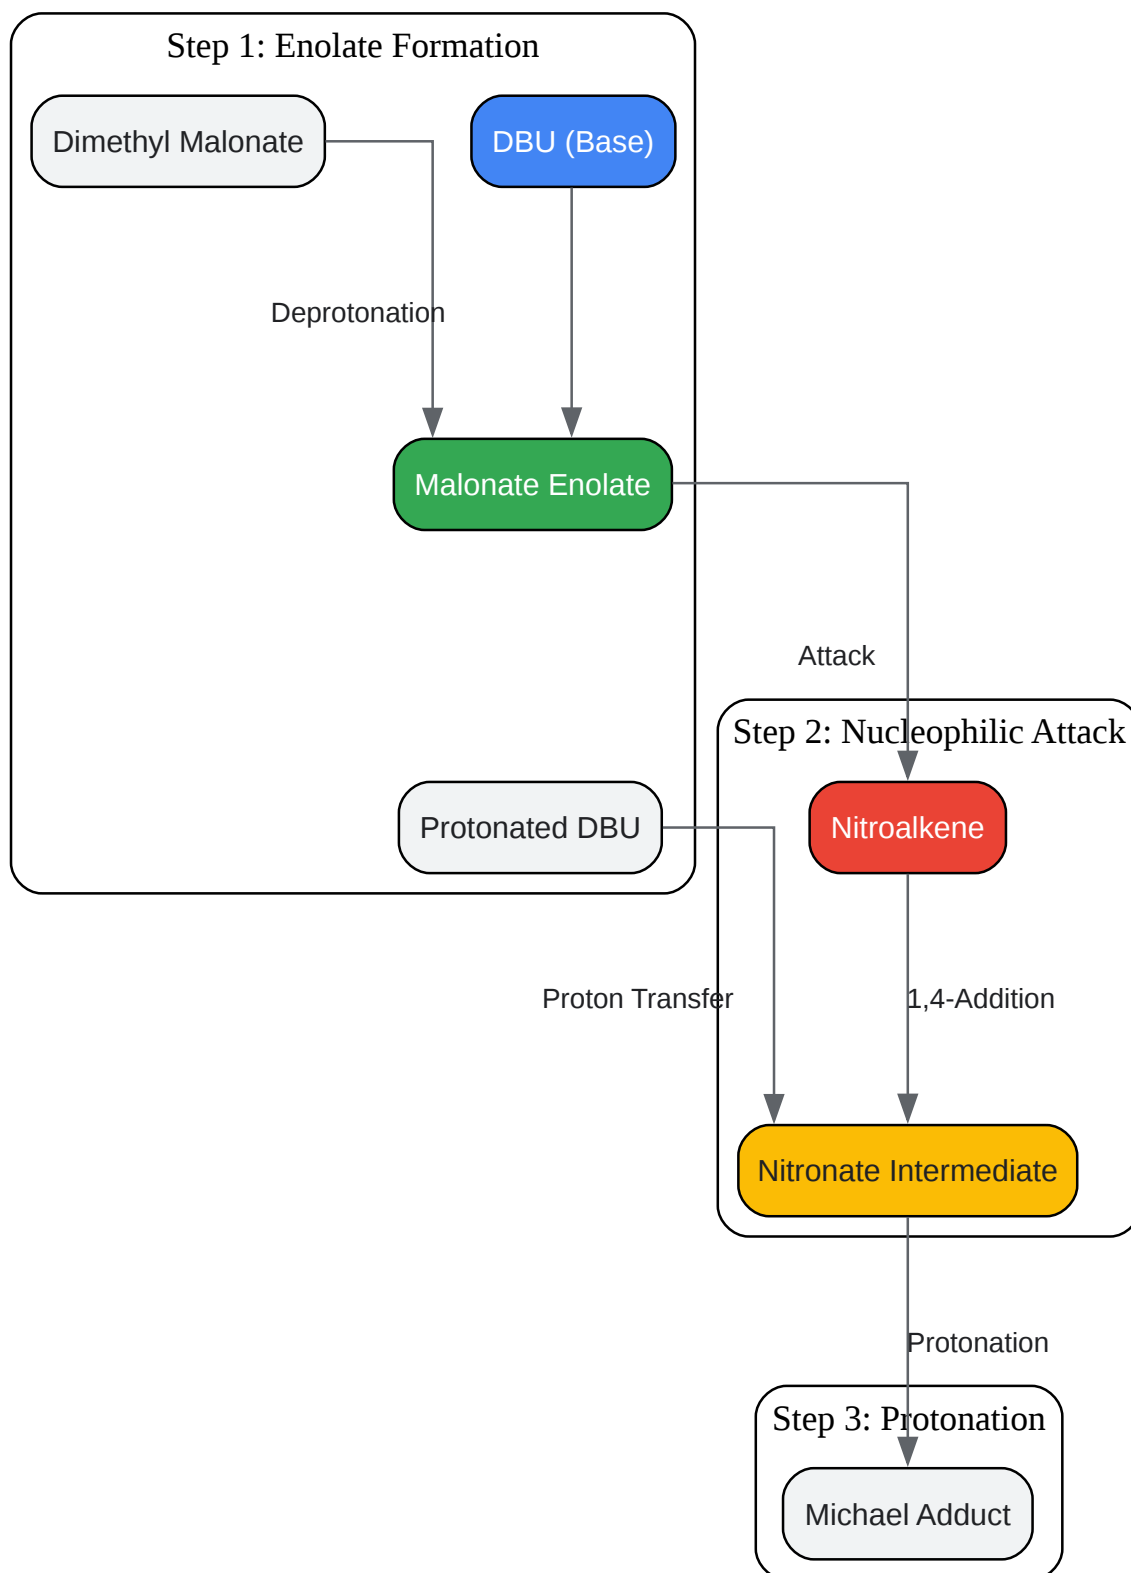 Step 1: Enolate Formation
Dimethyl Malonate
DBU (Base)
Deprotonation
Malonate Enolate
Attack
Step 2: Nucleophilic Attack
Protonated DBU
Nitroalkene
Proton Transfer
1,4-Addition
Nitronate Intermediate
Protonation
Step 3: Protonation
Michael Adduct